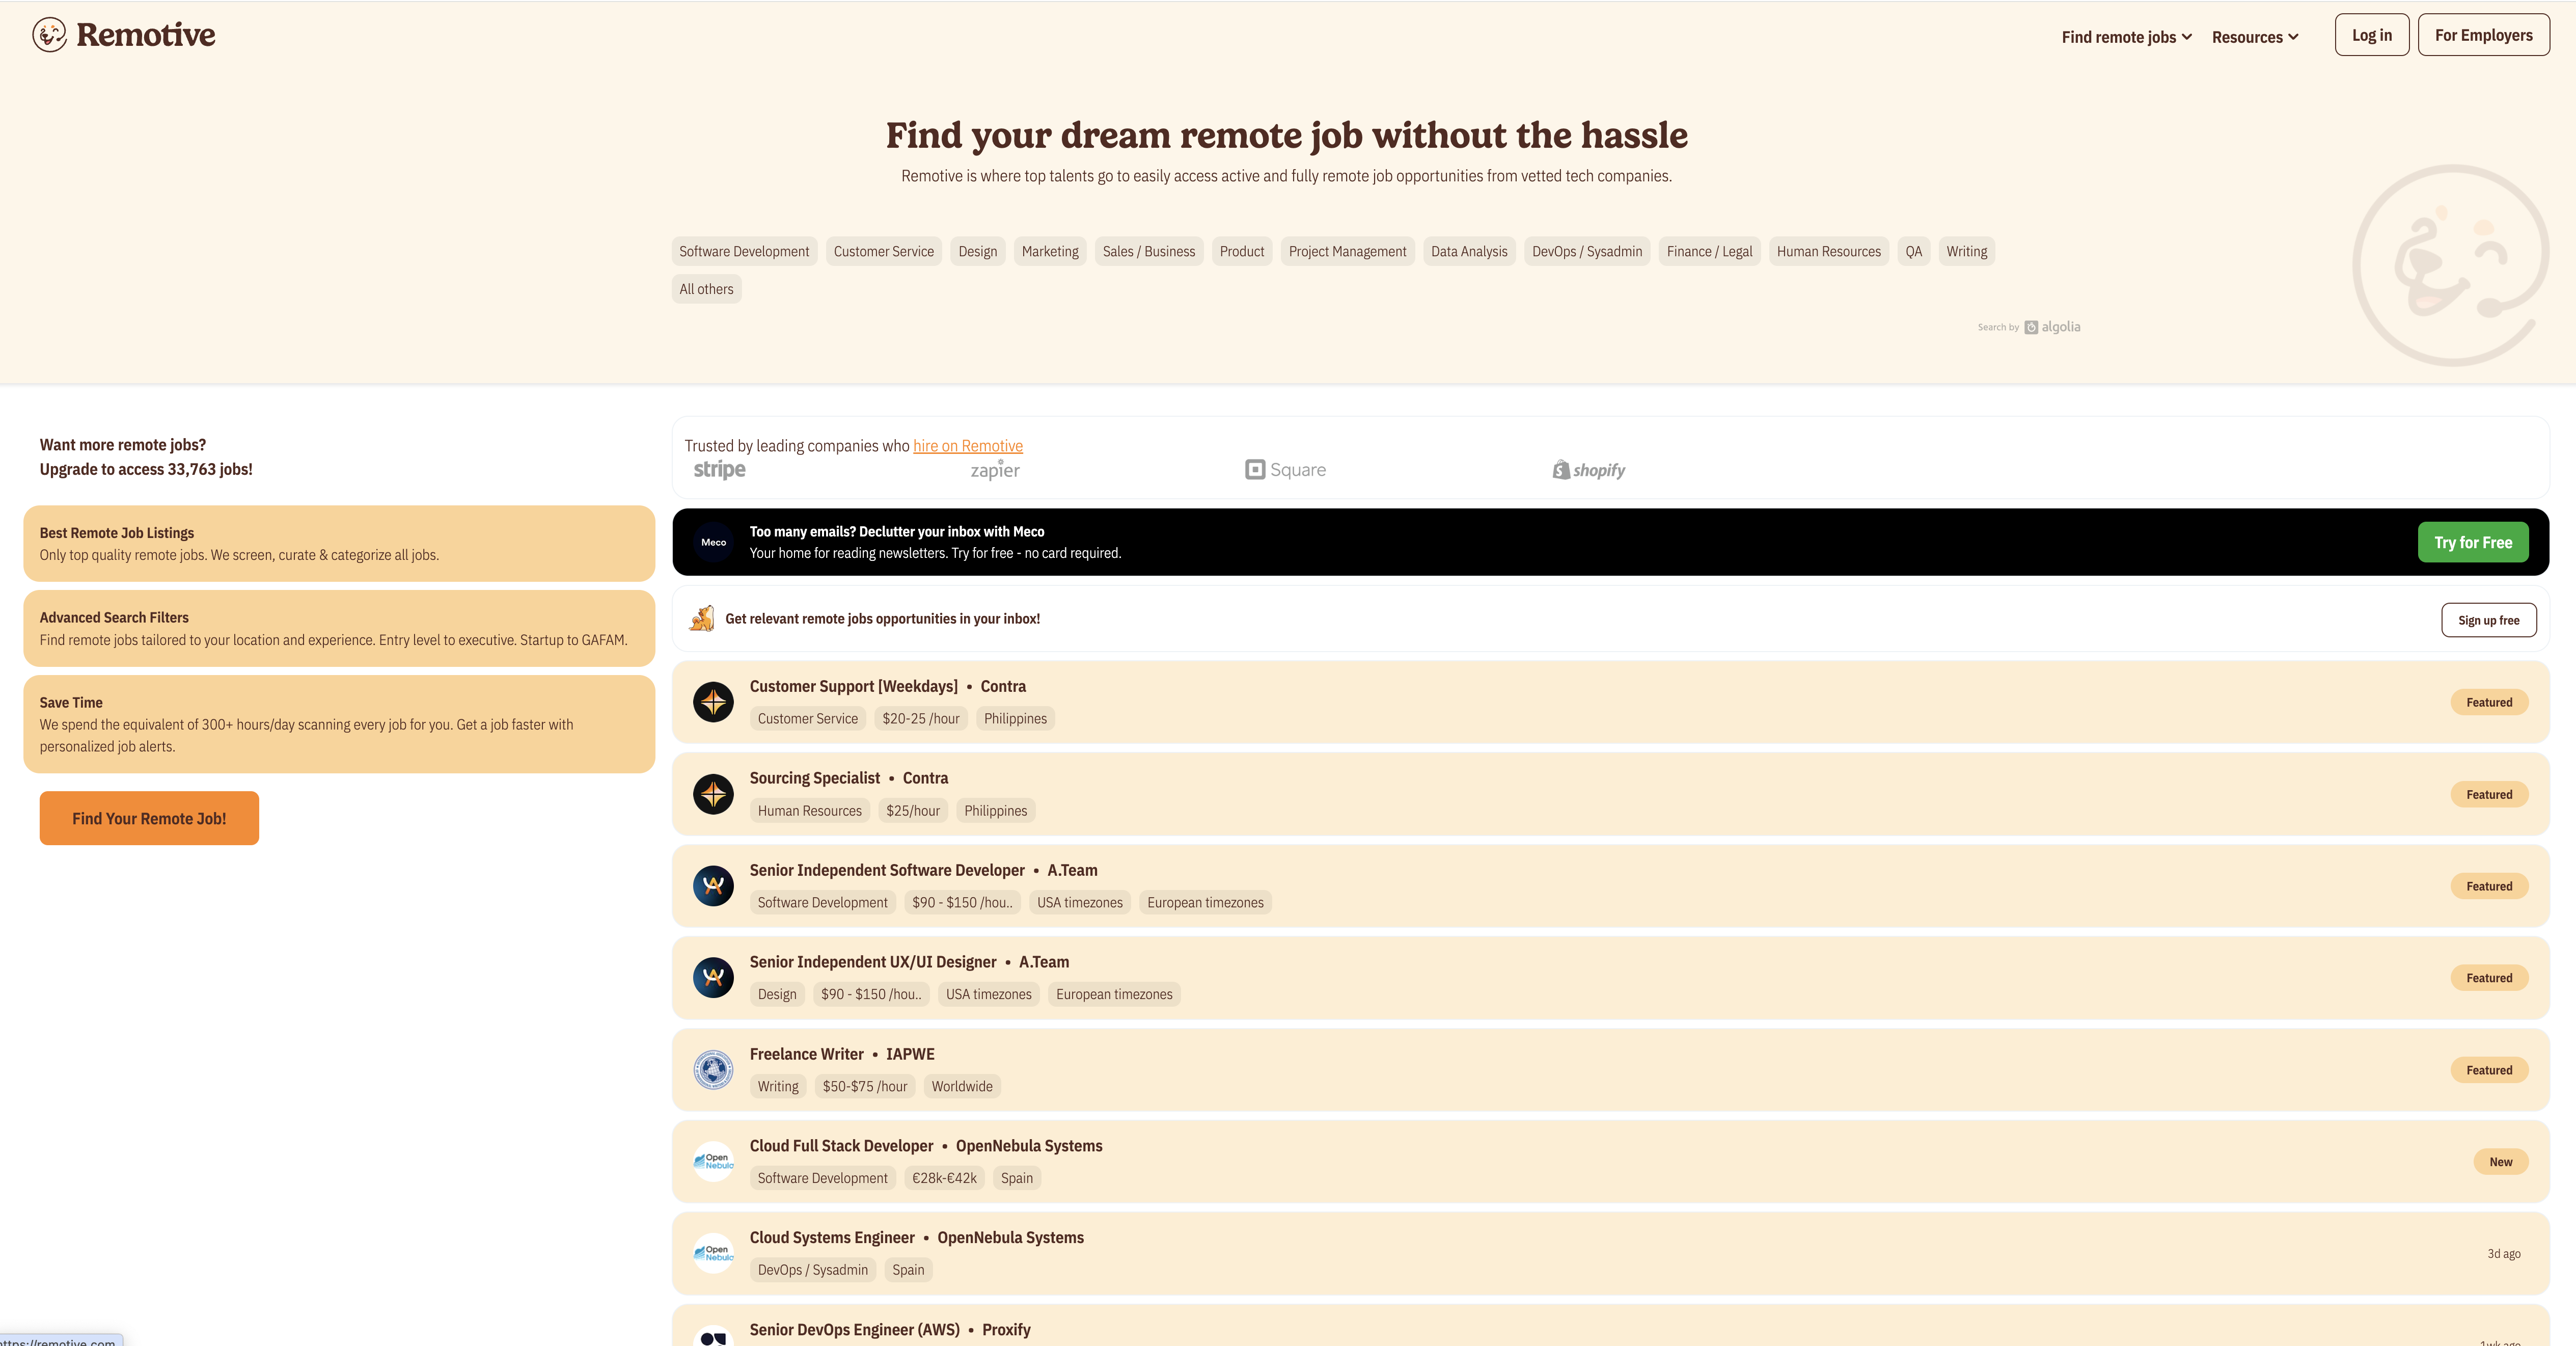 Remotive
Find remote jobs
Resources
Log in
For Employers
Find your dream remote job without the hassle
Remotive is where top talents go to easily access active and fully remote job opportunities from vetted tech companies.
Software Development Customer Service Design Marketing Sales / Business Product Project Management Data Analysis DevOps / Sysadmin Finance / Legal Human Resources QA Writing
All others
Search by algolia
Want more remote jobs?
Upgrade to access 33,763 jobs!
Best Remote Job Listings
Only top quality remote jobs. We screen, curate & categorize all jobs.
Advanced Search Filters
Find remote jobs tailored to your location and experience. Entry level to executive. Startup to GAFAM.
Save Time
We spend the equivalent of 300+ hours/day scanning every job for you. Get a job faster with
personalized job alerts.
Find Your Remote Job!
Trusted by leading companies who hire on Remotive
stripe zapier Square shopify
Meco
Too many emails? Declutter your inbox with Meco
Your home for reading newsletters. Try for free - no card required.
Try for Free
Get relevant remote jobs opportunities in your inbox!
Sign up free
Customer Support [Weekdays] • Contra
Customer Service $20-25 /hour Philippines
Featured
Sourcing Specialist • Contra
Human Resources $25/hour Philippines
Featured
Senior Independent Software Developer • A.Team
Software Development $90 - $150 /hou.. USA timezones European timezones
Featured
Senior Independent UX/UI Designer • A.Team
Design $90 - $150 /hou.. USA timezones European timezones
Featured
Freelance Writer • IAPWE
Writing $50-$75 /hour Worldwide
Featured
Open
Nebula
Cloud Full Stack Developer • OpenNebula Systems
Software Development €28k-€42k Spain
New
Open
Nebula
Cloud Systems Engineer • OpenNebula Systems
DevOps / Sysadmin Spain
3d ago
Senior DevOps Engineer (AWS) • Proxify
1wk ago
https://remotive.com